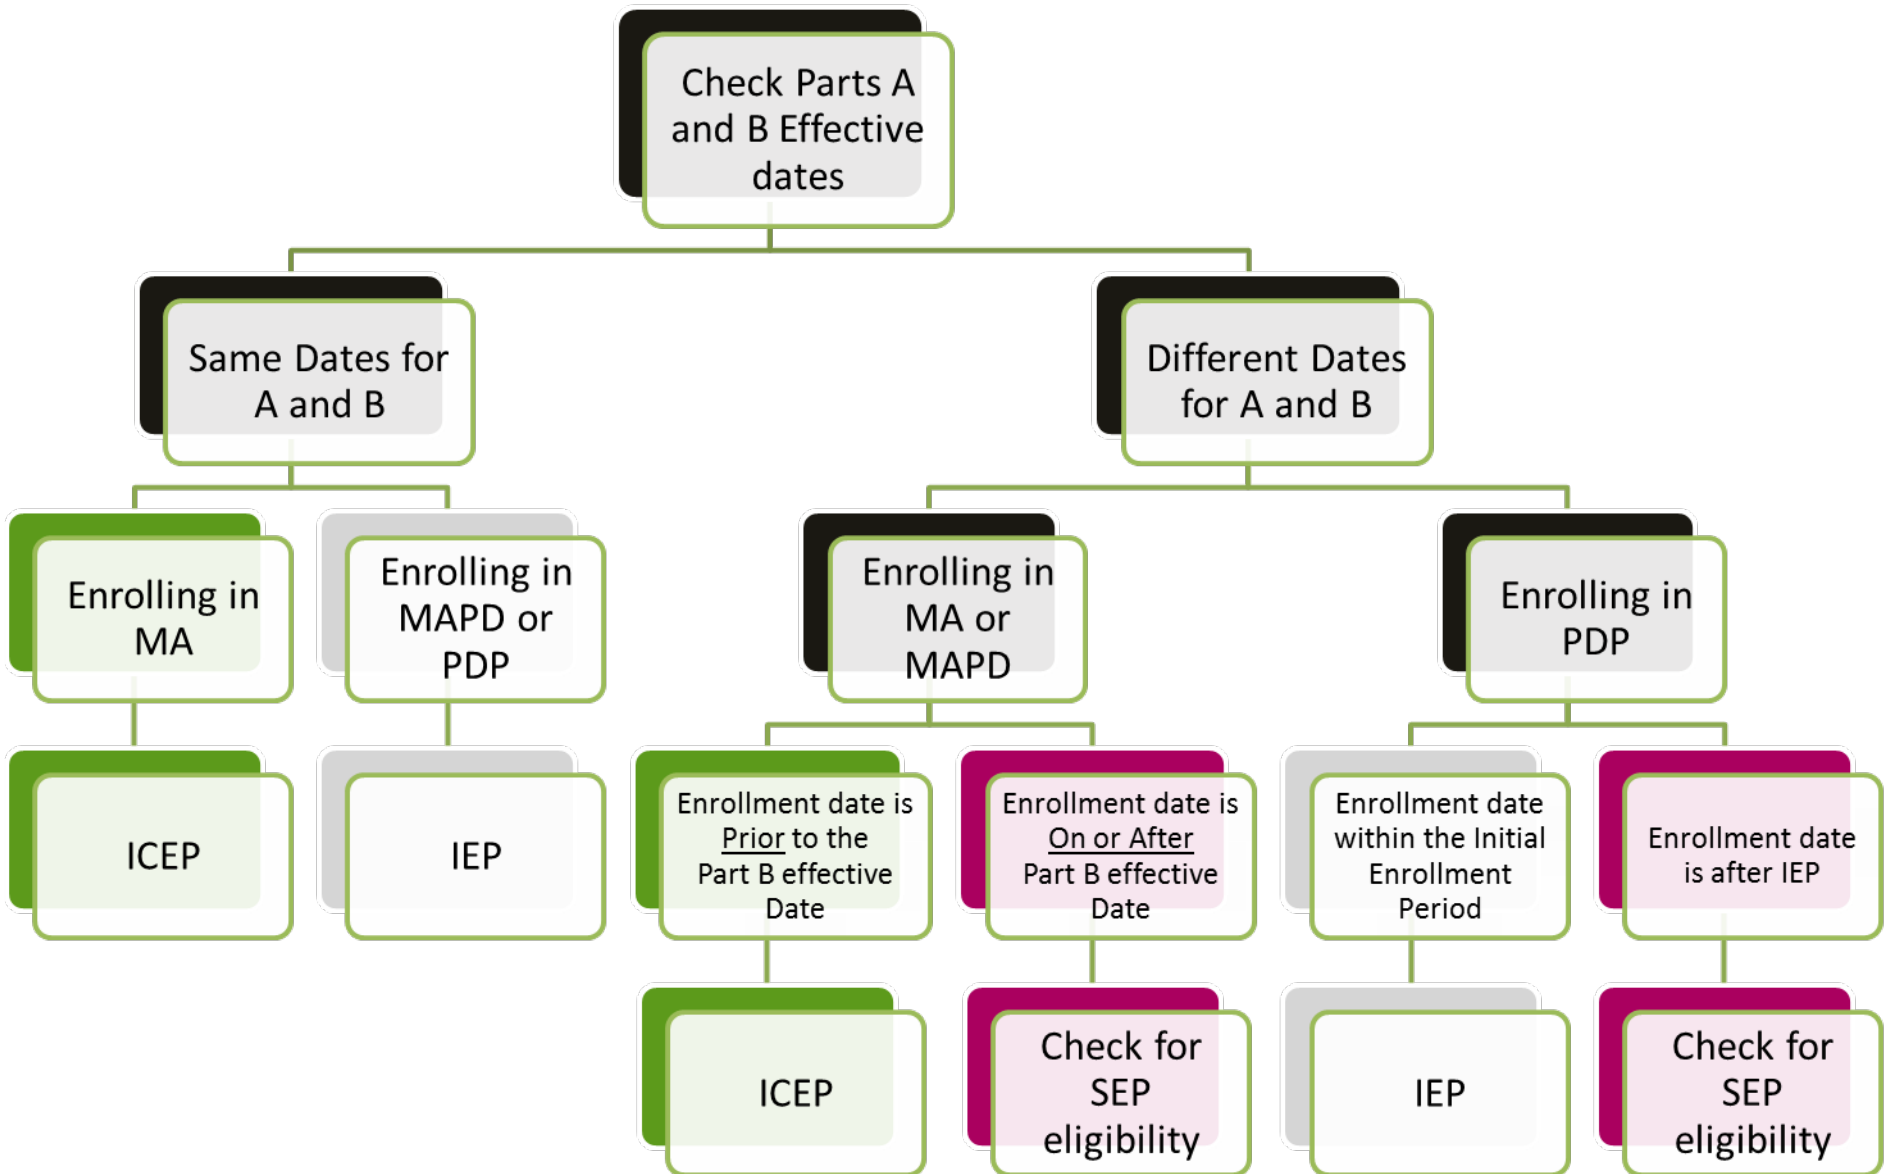 Check Parts A
and B Effective
dates
Same Dates for
A and B
Different Dates
for A and B
Enrolling in
MA
Enrolling in
MAPD or
PDP
Enrolling in
MA or
MAPD
Enrolling in
PDP
ICEP
IEP
Enrollment date is
Prior to the
Part B effective
Date
Enrollment date is
On or After
Part B effective
Date
Enrollment date
within the Initial
Enrollment
Period
Enrollment date
is after IEP
ICEP
Check for
SEP
eligibility
IEP
Check for
SEP
eligibility